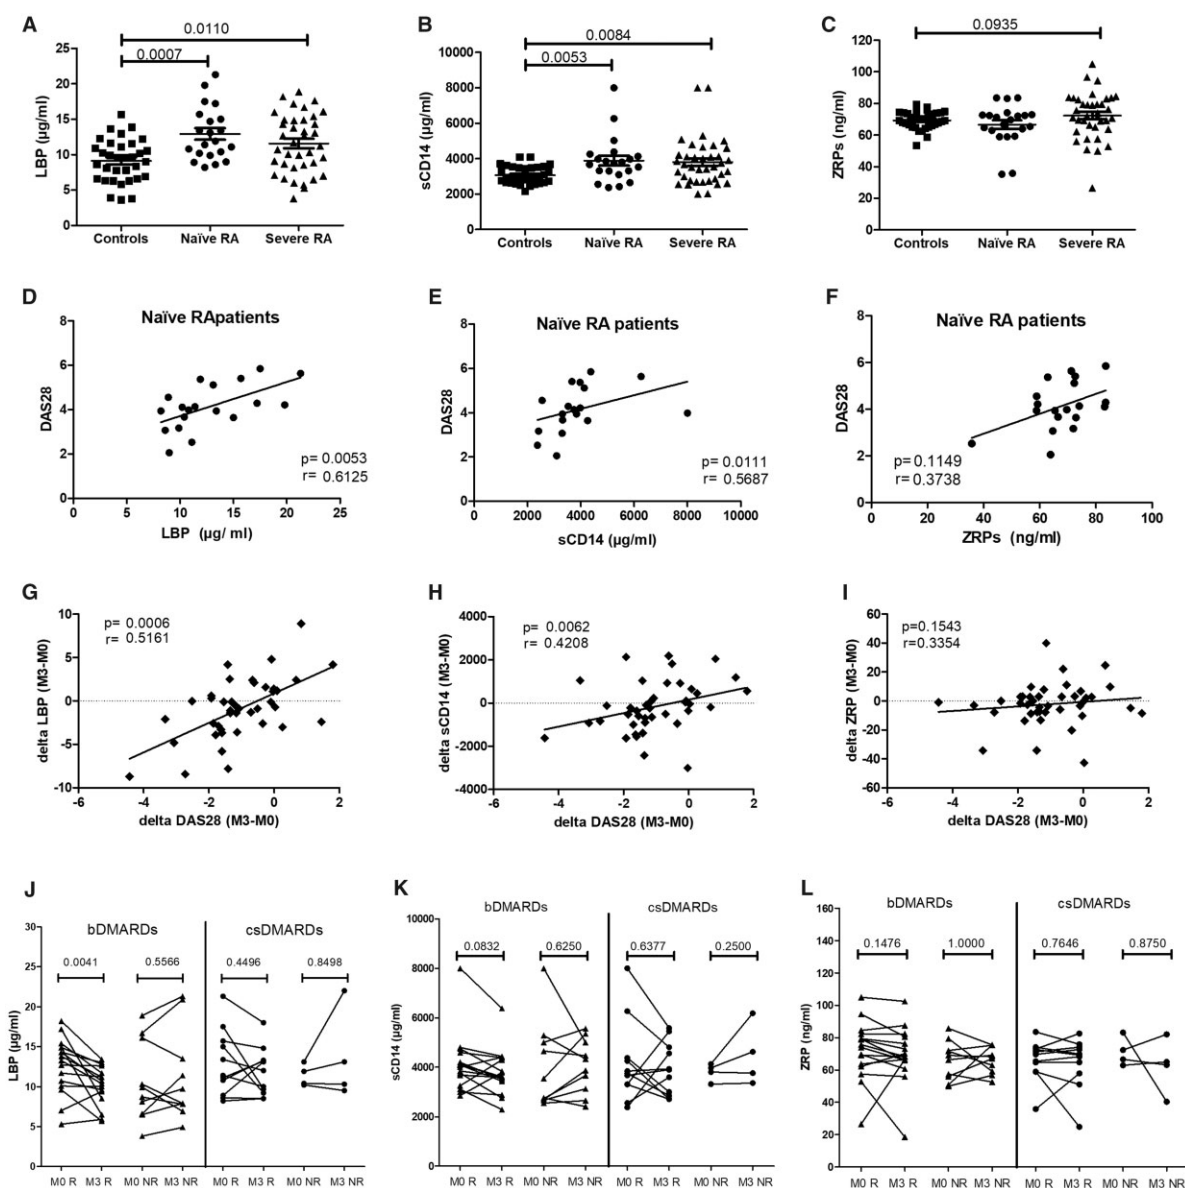 A
0.0110
0.0007
LBP (µg/ml)
25
20
15
10
5
0
Controls Naïve RA Severe RA
B
0.0084
0.0053
sCD14 (µg/ml)
10000
8000
6000
4000
2000
0
Controls Naïve RA Severe RA
C
0.0935
ZRPs (ng/ml)
120
100
80
60
40
20
0
Controls Naïve RA Severe RA
D
Naïve RApatients
DAS28
8
6
4
2
0
p= 0.0053
r= 0.6125
0 5 10 15 20 25
LBP (µg/ ml)
E
Naïve RA patients
DAS28
8
6
4
2
0
p= 0.0111
r= 0.5687
0 2000 4000 6000 8000 10000
sCD14 (µg/ml)
F
Naïve RA patients
DAS28
8
6
4
2
0
p= 0.1149
r= 0.3738
0 20 40 60 80 100
ZRPs (ng/ml)
G
p= 0.0006
r= 0.5161
delta LBP (M3-M0)
10
5
0
-5
-10
-6 -4 -2 0 2
delta DAS28 (M3-M0)
H
p= 0.0062
r= 0.4208
delta sCD14 (M3-M0)
4000
2000
0
-2000
-4000
-6 -4 -2 0 2
delta DAS28 (M3-M0)
I
p=0.1543
r=0.3354
delta ZRP (M3-M0)
60
40
20
0
-20
-40
-60
-6 -4 -2 0 2
delta DAS28 (M3-M0)
J
bDMARDs csDMARDs
0.0041 0.5566 0.4496 0.8498
LBP (µg/ml)
30
25
20
15
10
5
0
M0 R M3 R M0 NR M3 NR M0 R M3 R M0 NR M3 NR
K
bDMARDs csDMARDs
0.0832 0.6250 0.6377 0.2500
sCD14 (µg/ml)
10000
8000
6000
4000
2000
0
M0 R M3 R M0 NR M3 NR M0 R M3 R M0 NR M3 NR
L
bDMARDs csDMARDs
0.1476 1.0000 0.7646 0.8750
ZRP (ng/ml)
160
140
120
100
80
60
40
20
0
M0 R M3 R M0 NR M3 NR M0 R M3 R M0 NR M3 NR